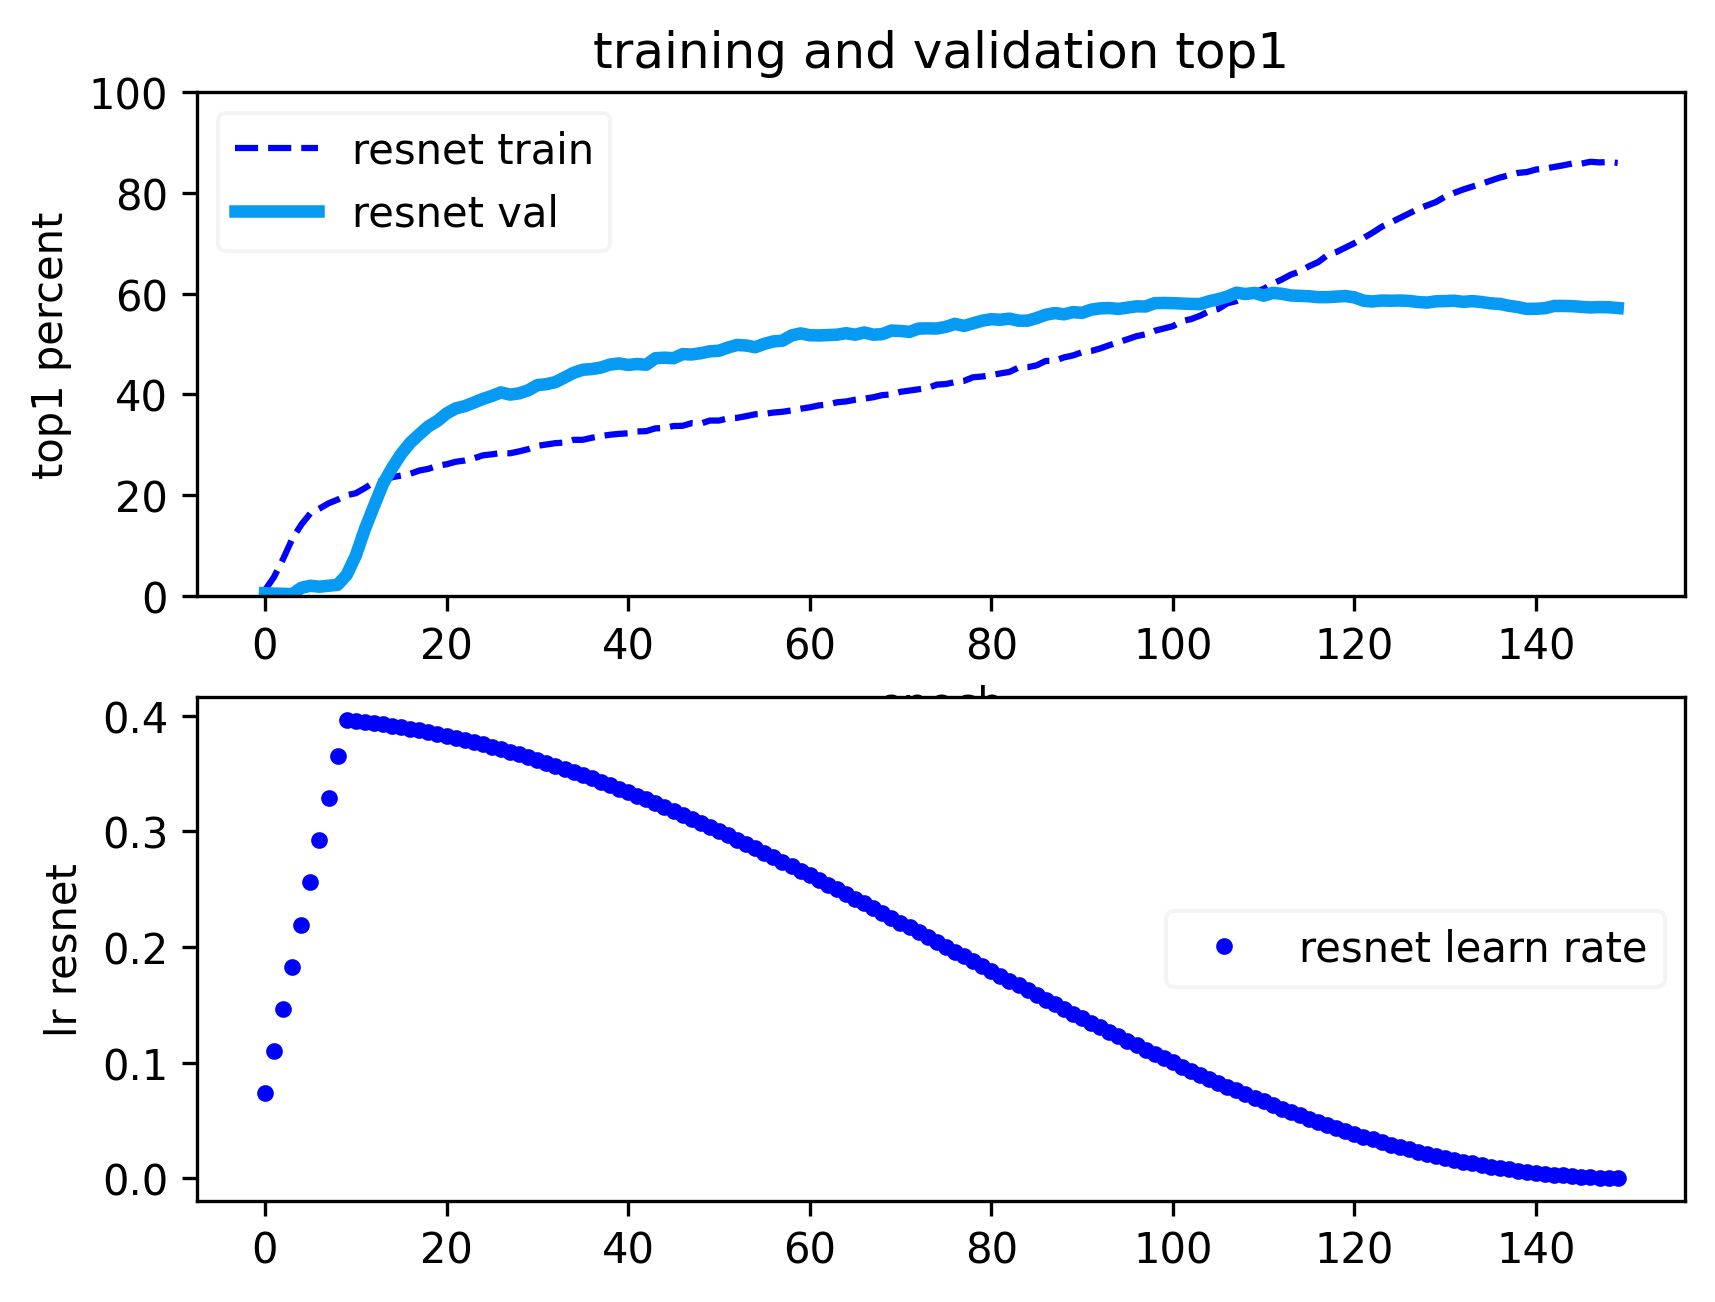 training and validation top1
100
80
60
40
20
0
top1 percent
resnet train
resnet val
0 20 40 60 80 100 120 140
0.4
0.3
0.2
0.1
0.0
lr resnet
resnet learn rate
0 20 40 60 80 100 120 140